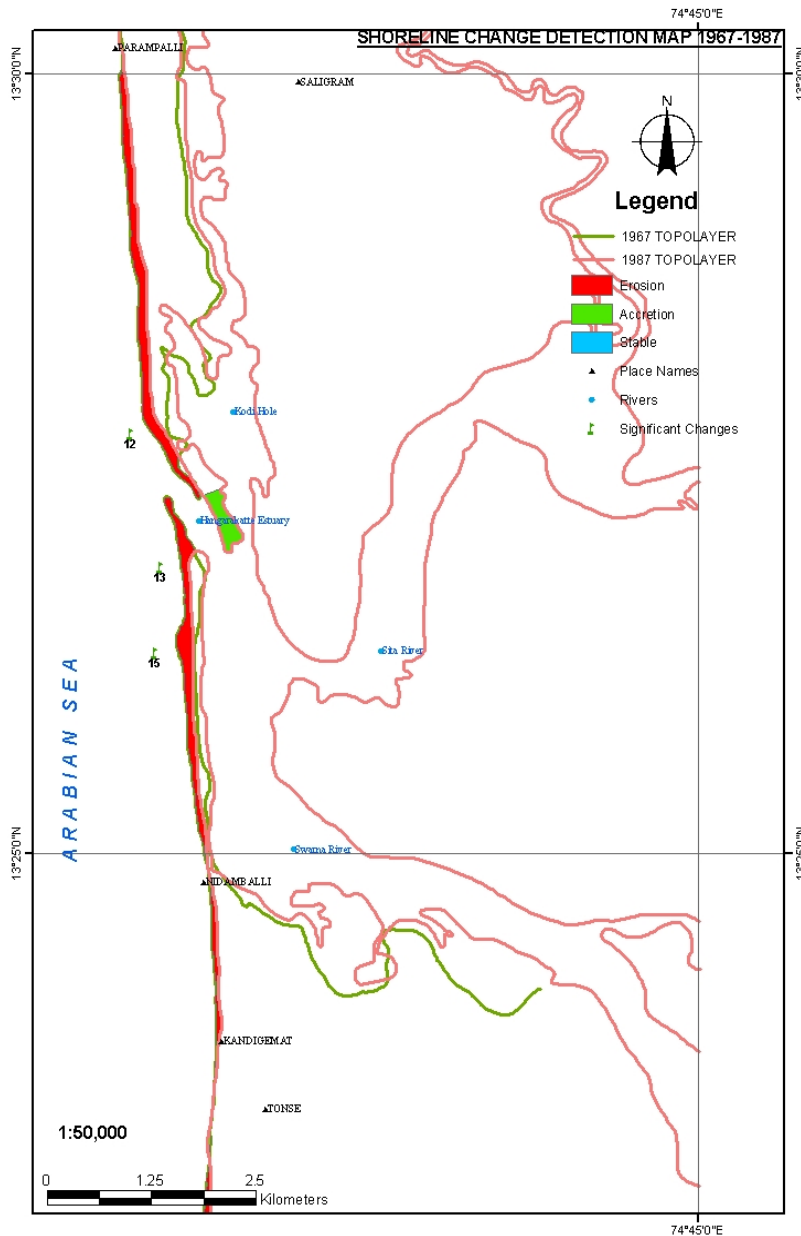 74°45'0"E
SHORELINE CHANGE DETECTION MAP 1967-1987
PARAMPALLI
13°30'0"N
SALIGRAM
N
Legend
1967 TOPOLAYER
1987 TOPOLAYER
Erosion
Accretion
Stable
Place Names
Rivers
Significant Changes
Kodi Hole
12
Hangarakatte Estuary
13
15
Sita River
ARABIAN SEA
Swarna River
13°25'0"N
NIDAMBALLI
KANDIGEMAT
TONSE
1:50,000
0 1.25 2.5
Kilometers
74°45'0"E